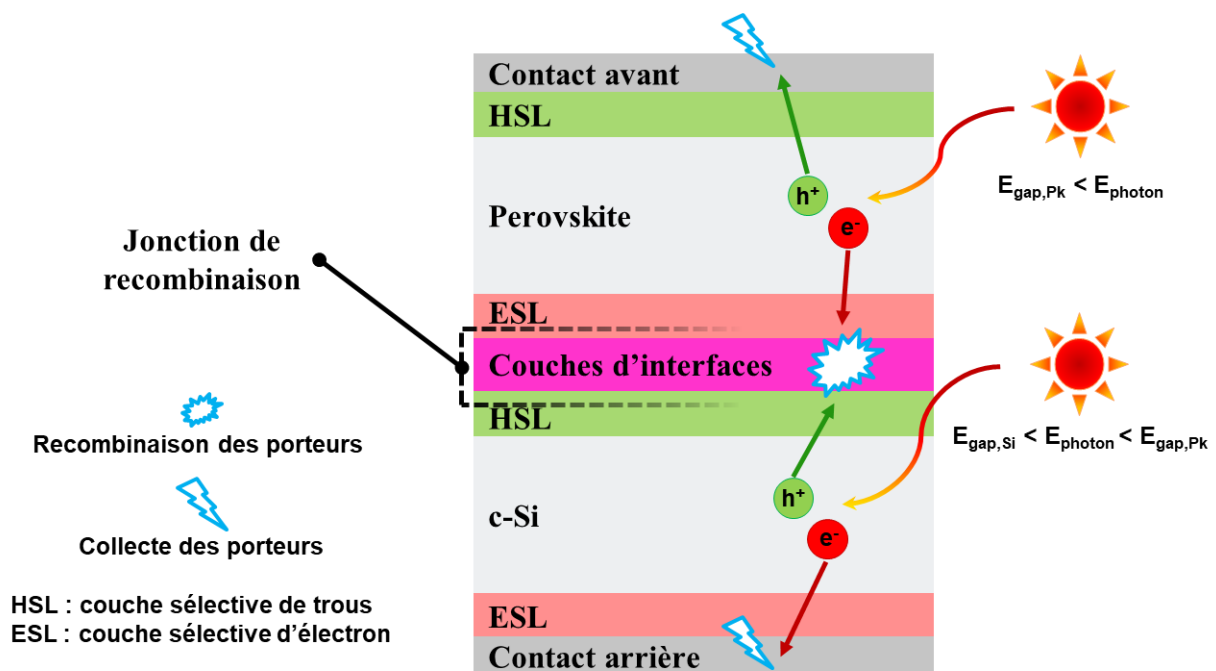 Contact avant
HSL
Perovskite
h+
e-
E gap,Pk < E photon
Jonction de
recombinaison
ESL
Couches d’interfaces
HSL
E gap,Si < E photon < E gap,Pk
Recombinaison des porteurs
h+
c-Si
e-
Collecte des porteurs
HSL : couche sélective de trous
ESL : couche sélective d’électron
ESL
Contact arrière